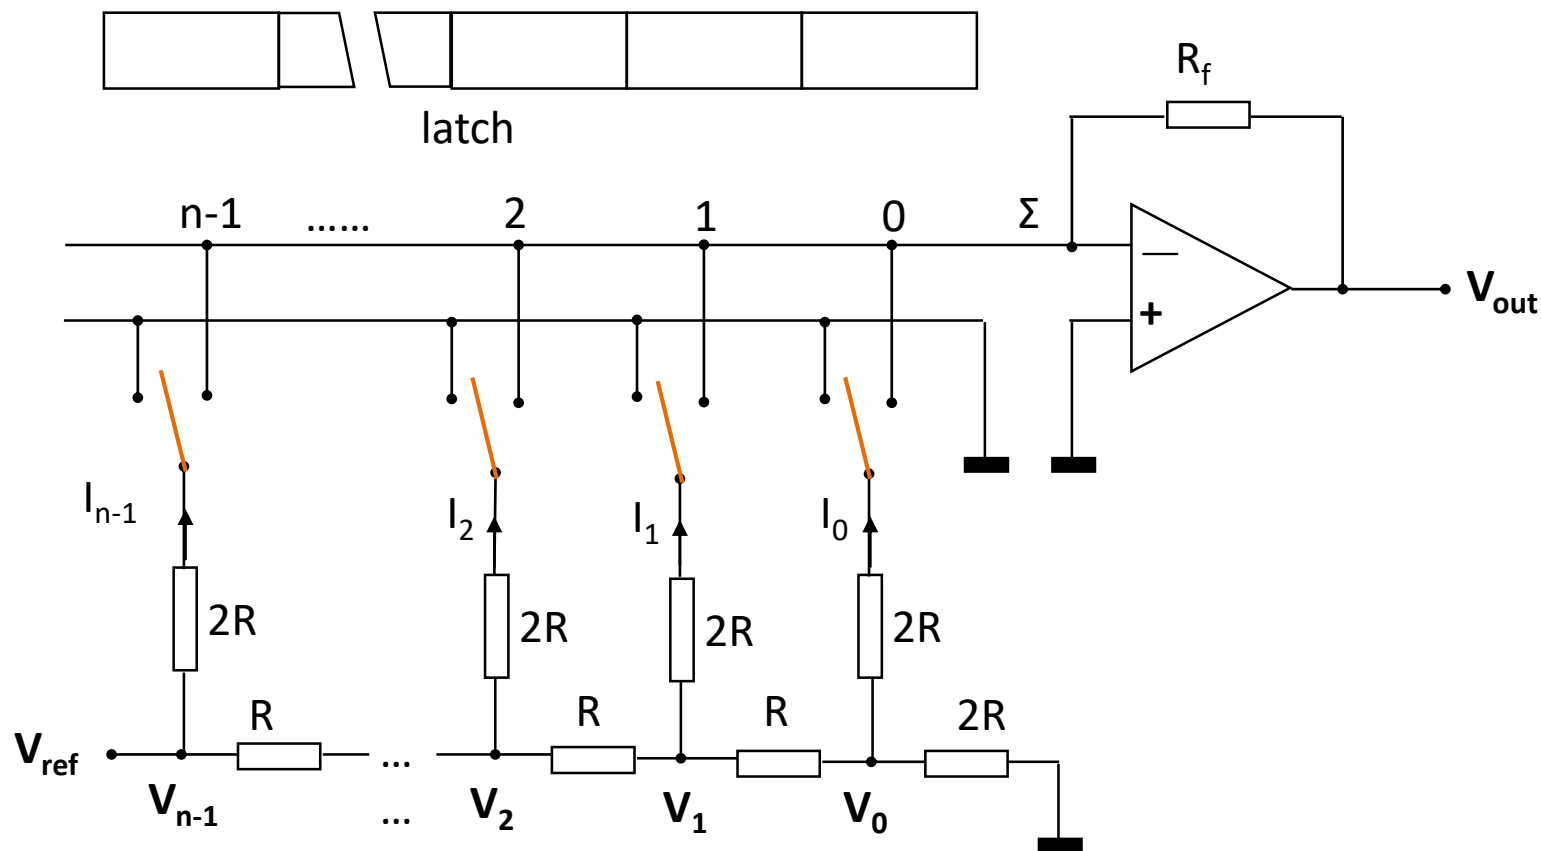 R_f
latch
n-1 …… 2 1 0 Σ
—
+
V_out
I_n-1 I_2 I_1 I_0
2R 2R 2R 2R
R R R 2R
V_ref ...
V_n-1 ... V_2 V_1 V_0